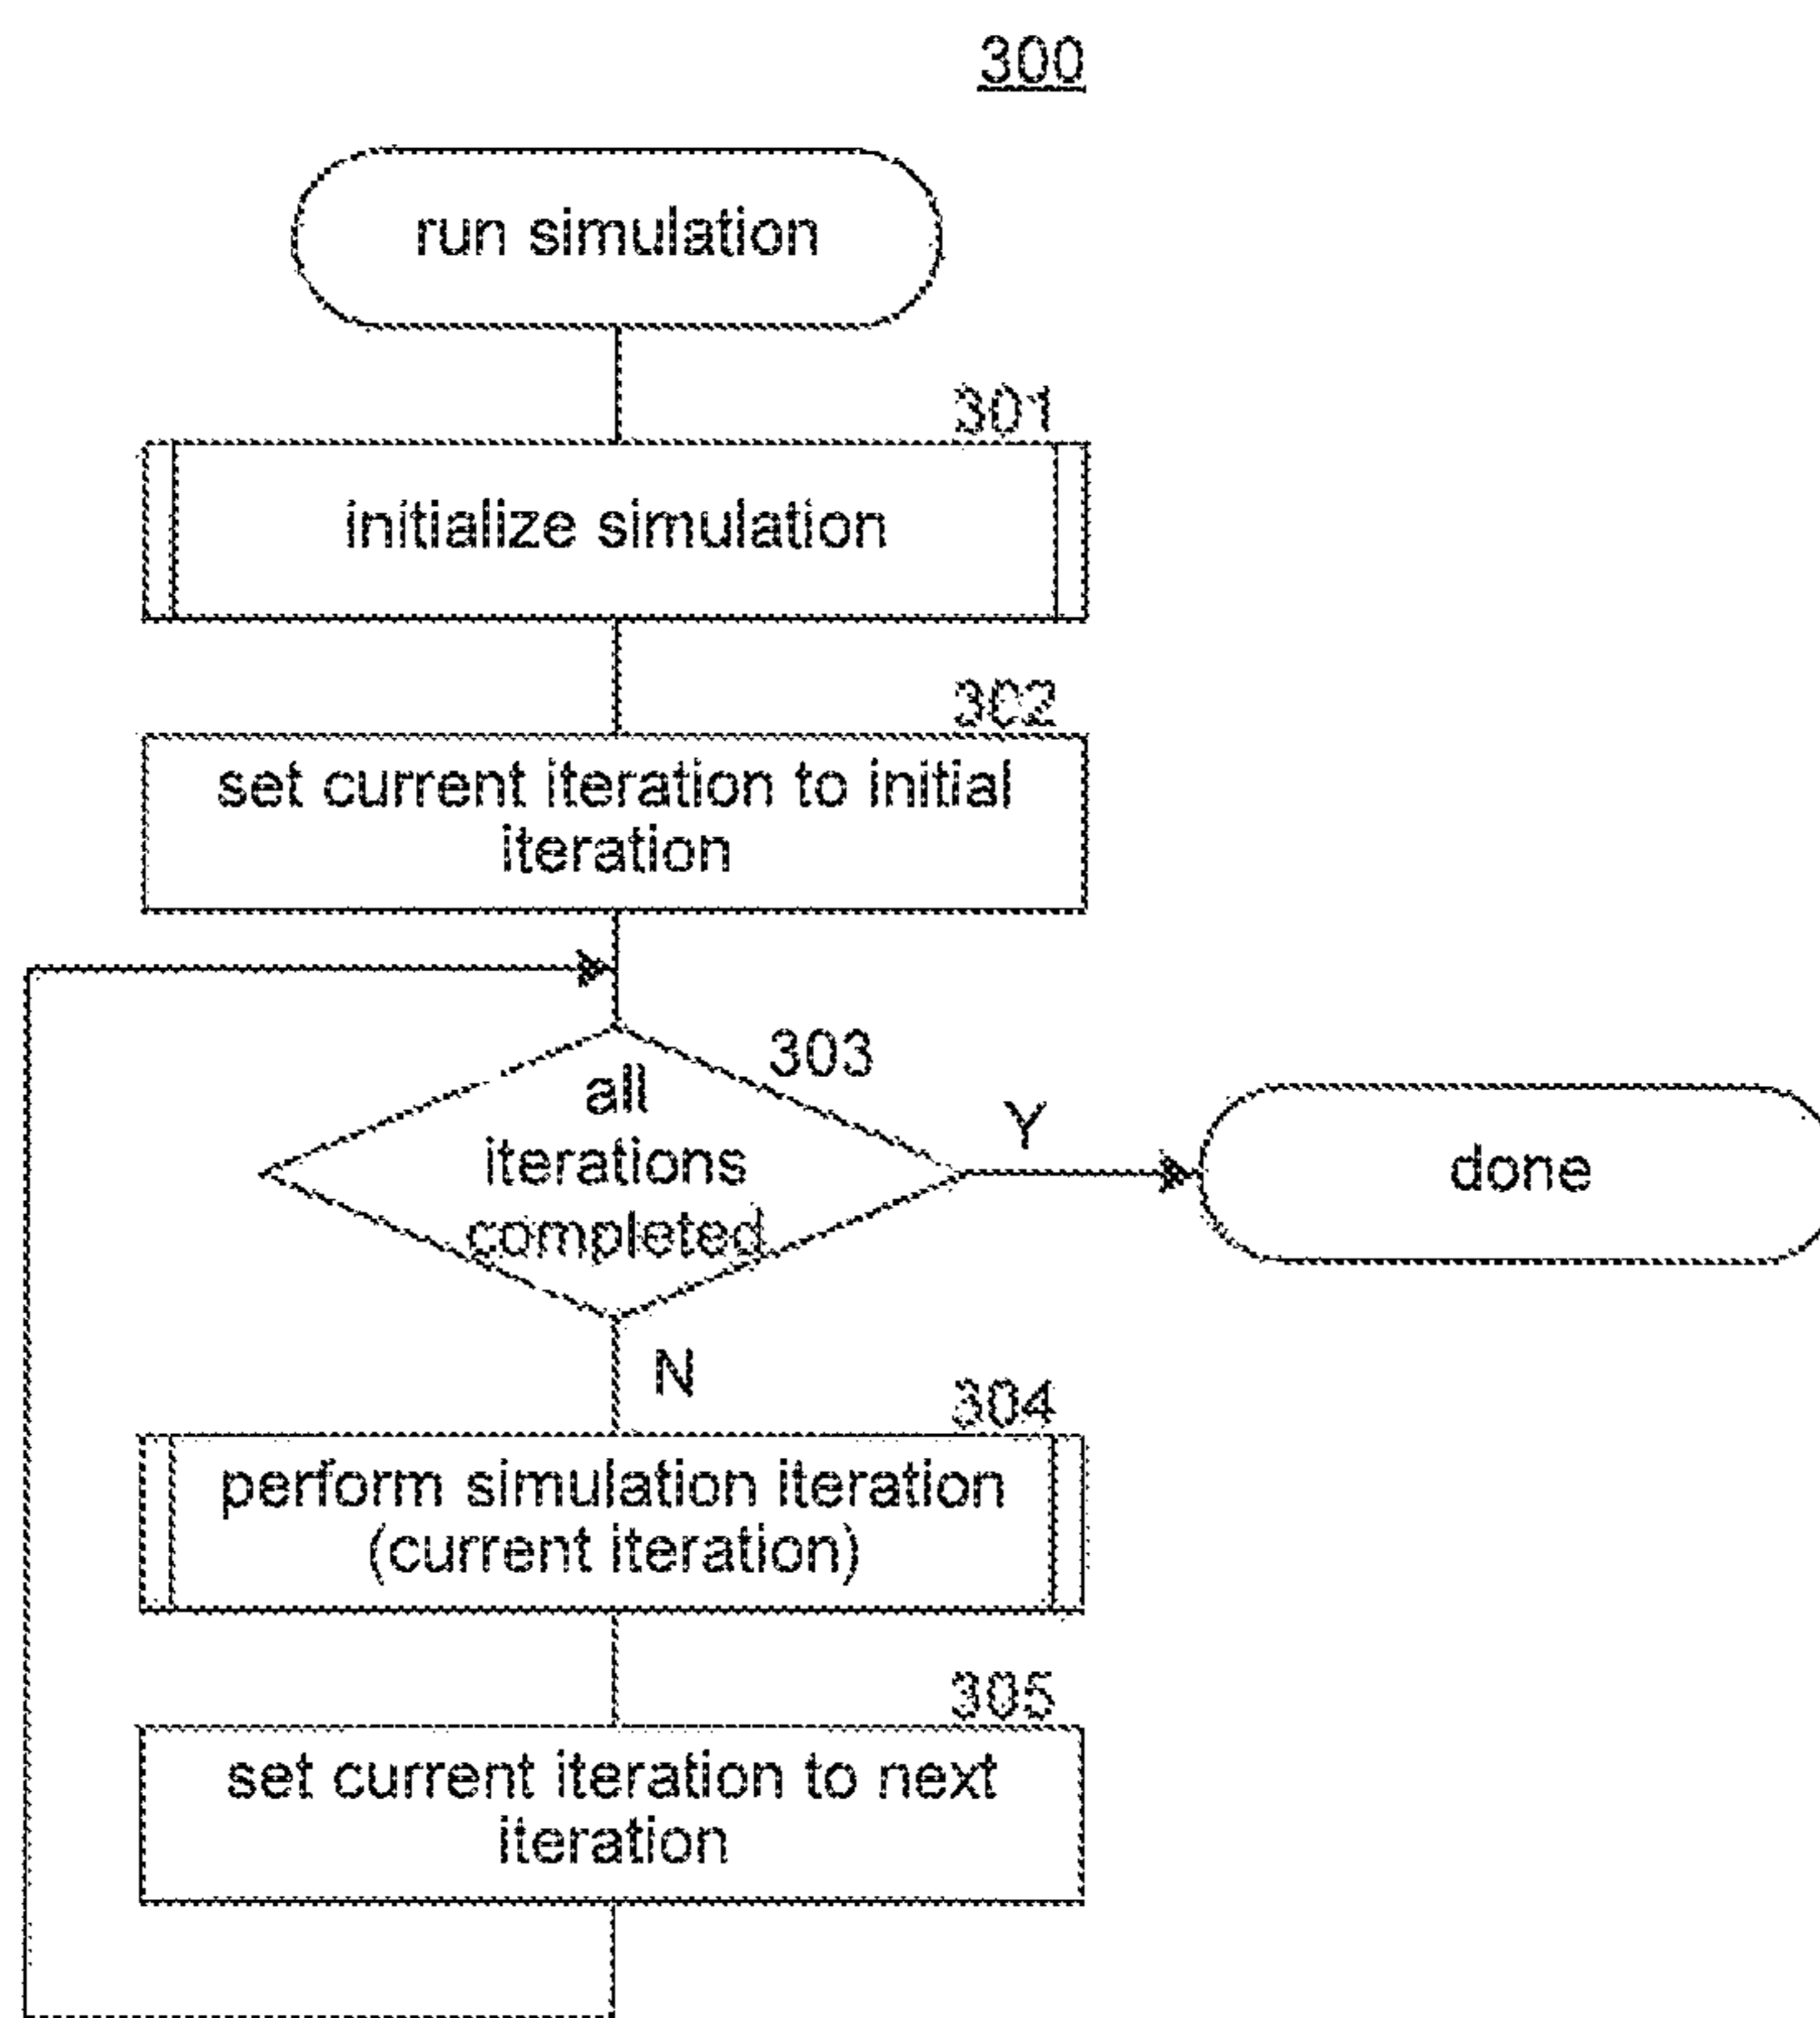 300
run simulation
301
initialize simulation
302
set current iteration to initial
iteration
303
all
iterations
completed
Y
done
N
304
perform simulation iteration
(current iteration)
305
set current iteration to next
iteration